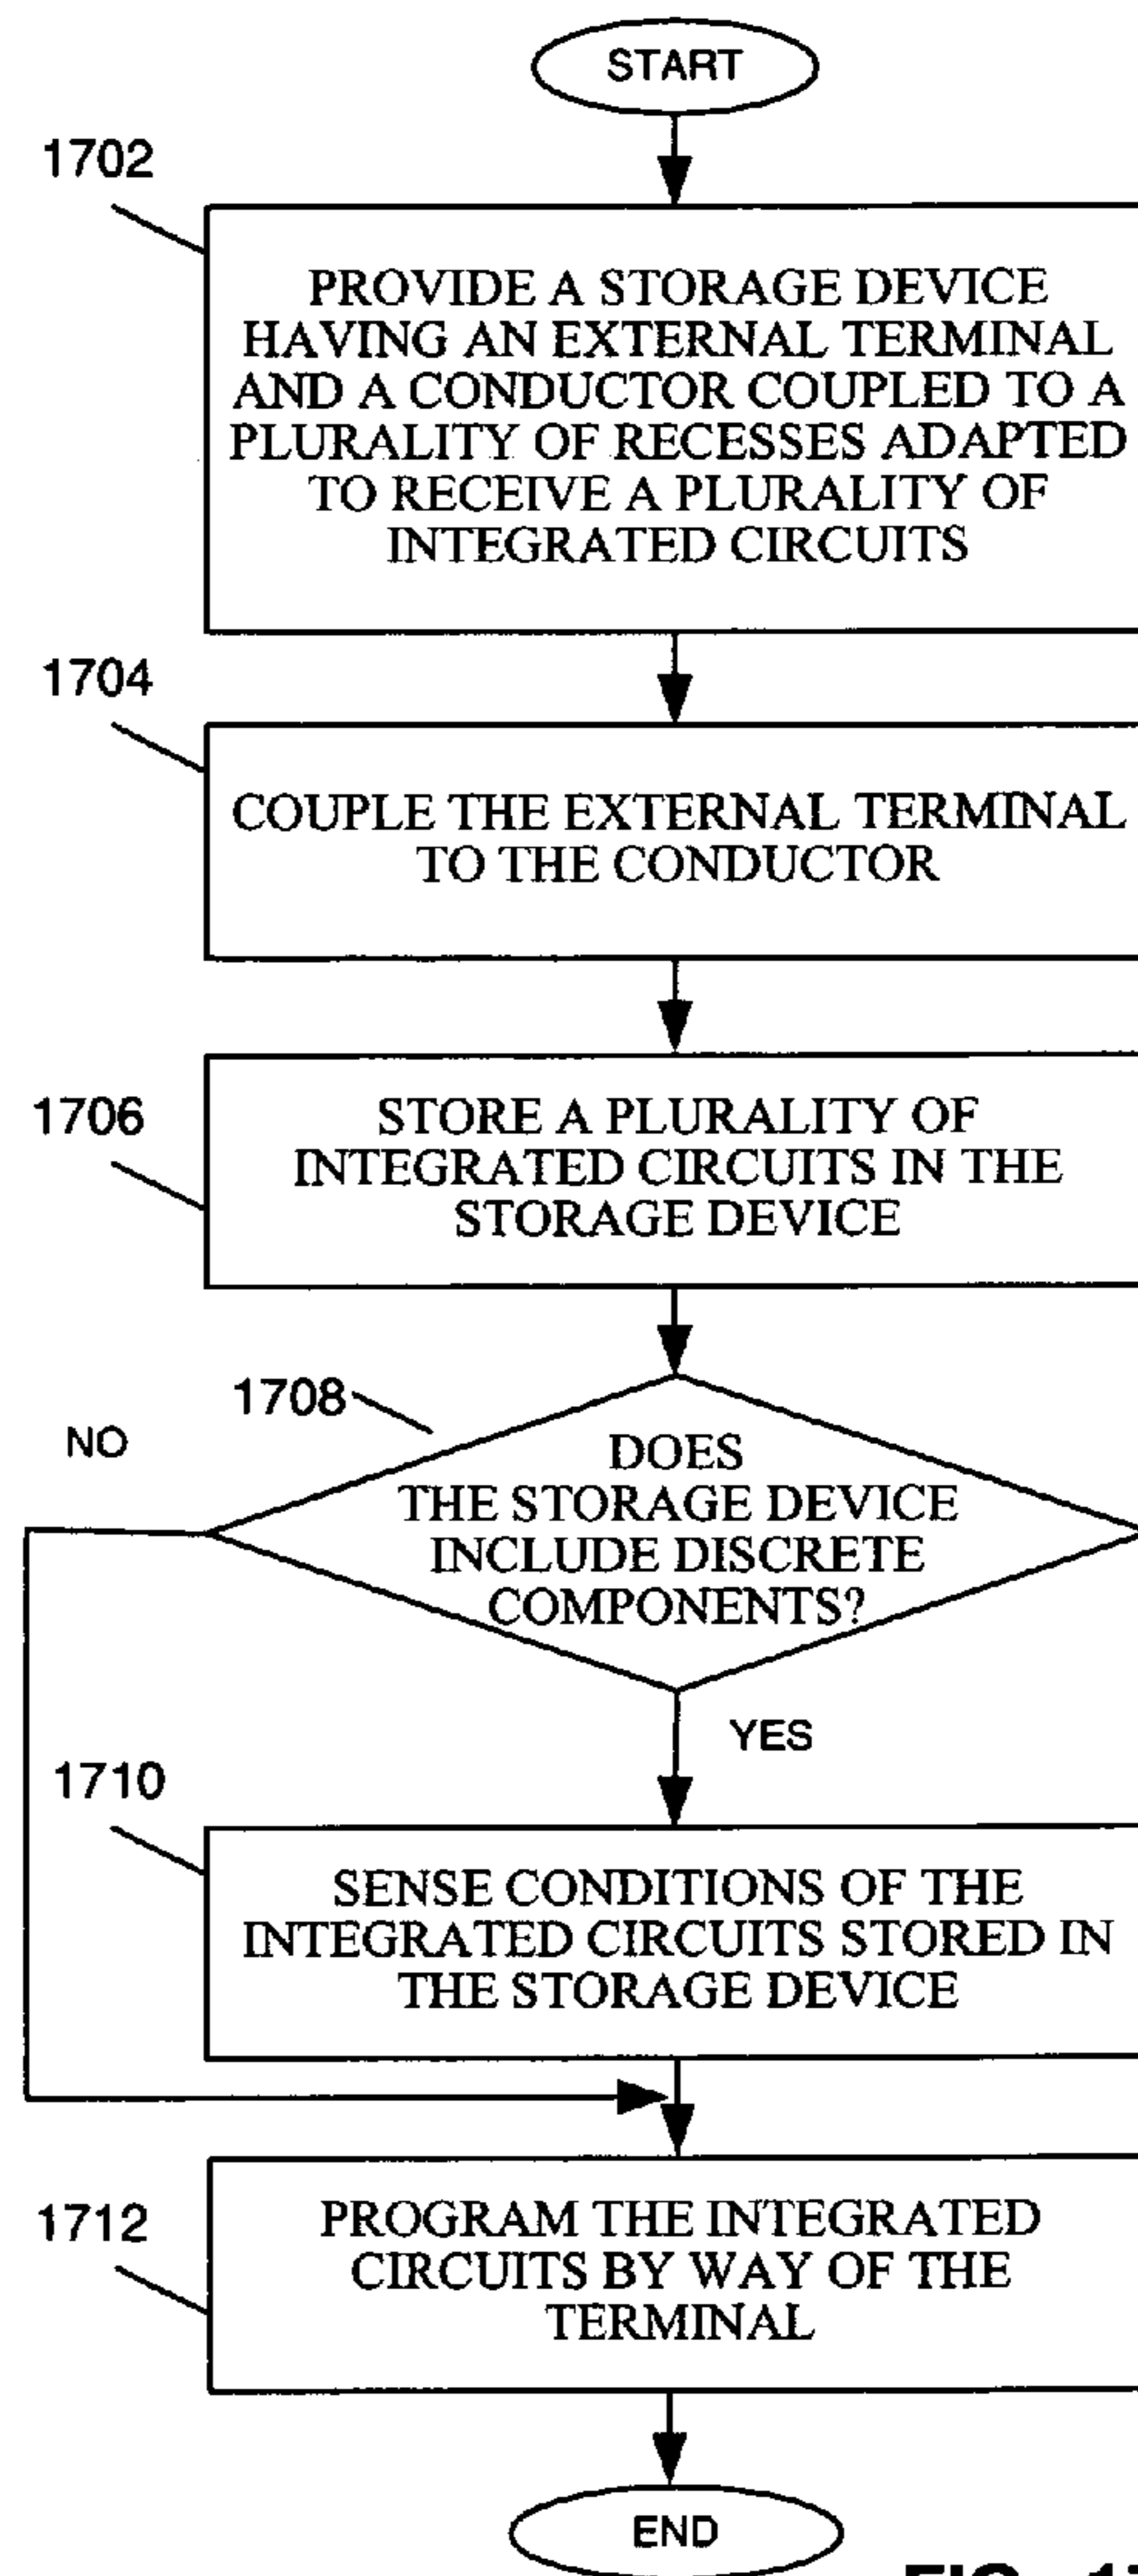 START
1702
PROVIDE A STORAGE DEVICE
HAVING AN EXTERNAL TERMINAL
AND A CONDUCTOR COUPLED TO A
PLURALITY OF RECESSES ADAPTED
TO RECEIVE A PLURALITY OF
INTEGRATED CIRCUITS
1704
COUPLE THE EXTERNAL TERMINAL
TO THE CONDUCTOR
1706
STORE A PLURALITY OF
INTEGRATED CIRCUITS IN THE
STORAGE DEVICE
1708
NO
DOES
THE STORAGE DEVICE
INCLUDE DISCRETE
COMPONENTS?
YES
1710
SENSE CONDITIONS OF THE
INTEGRATED CIRCUITS STORED IN
THE STORAGE DEVICE
1712
PROGRAM THE INTEGRATED
CIRCUITS BY WAY OF THE
TERMINAL
END
FIG.